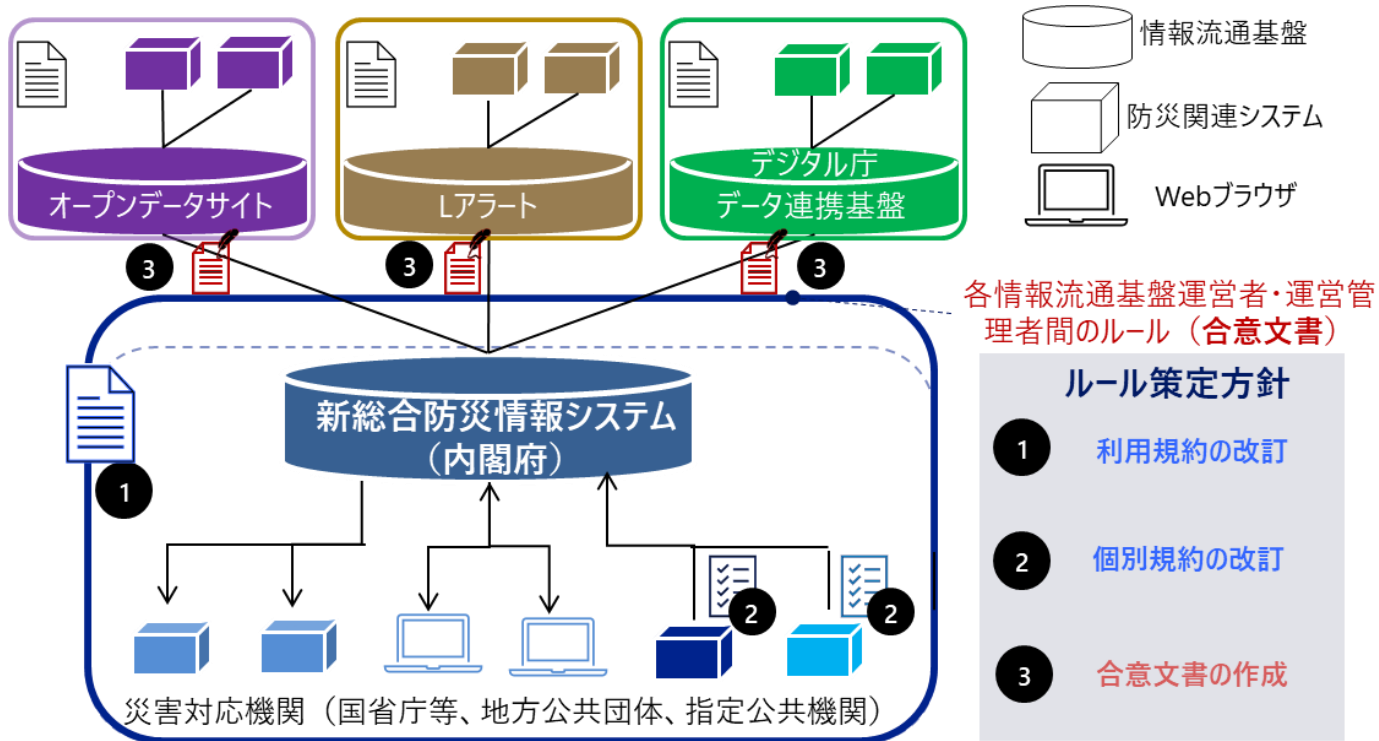 オープンデータサイト
Lアラート
デジタル庁
データ連携基盤
情報流通基盤
防災関連システム
Webブラウザ
3
3
3
各情報流通基盤運営者・運営管
理者間のルール（合意文書）
新総合防災情報システム
（内閣府）
1
2
2
災害対応機関（国省庁等、地方公共団体、指定公共機関）
ルール策定方針
1 利用規約の改訂
2 個別規約の改訂
3 合意文書の作成